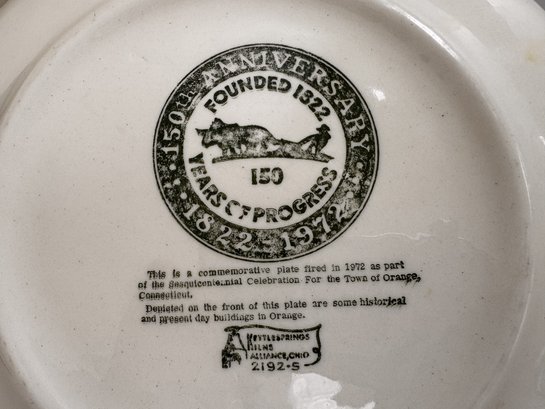 150th ANNIVERSARY
FOUNDED 1822
150
YEARS OF PROGRESS
1822 - 1972
This is a commemorative plate fired in 1972 as part
of the Sesquicentennial Celebration For the Town of Orange,
Connecticut.
Depicted on the front of this plate are some historical
and present day buildings in Orange.
KETTLESPRINGS
KILNS
ALLIANCE, OHIO
2192-S